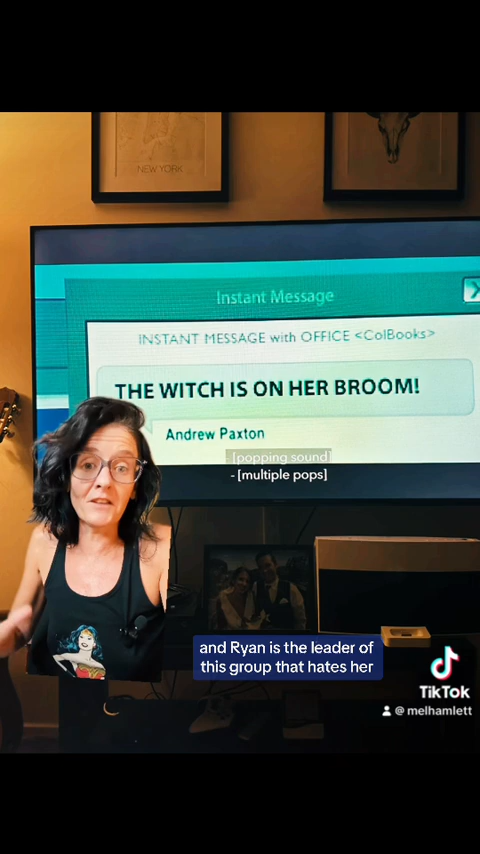 NEW YORK
Instant Message
INSTANT MESSAGE with OFFICE <ColBooks>
THE WITCH IS ON HER BROOM!
Andrew Paxton
- [popping sound]
- [multiple pops]
and Ryan is the leader of
this group that hates her
TikTok
@ melhamlett